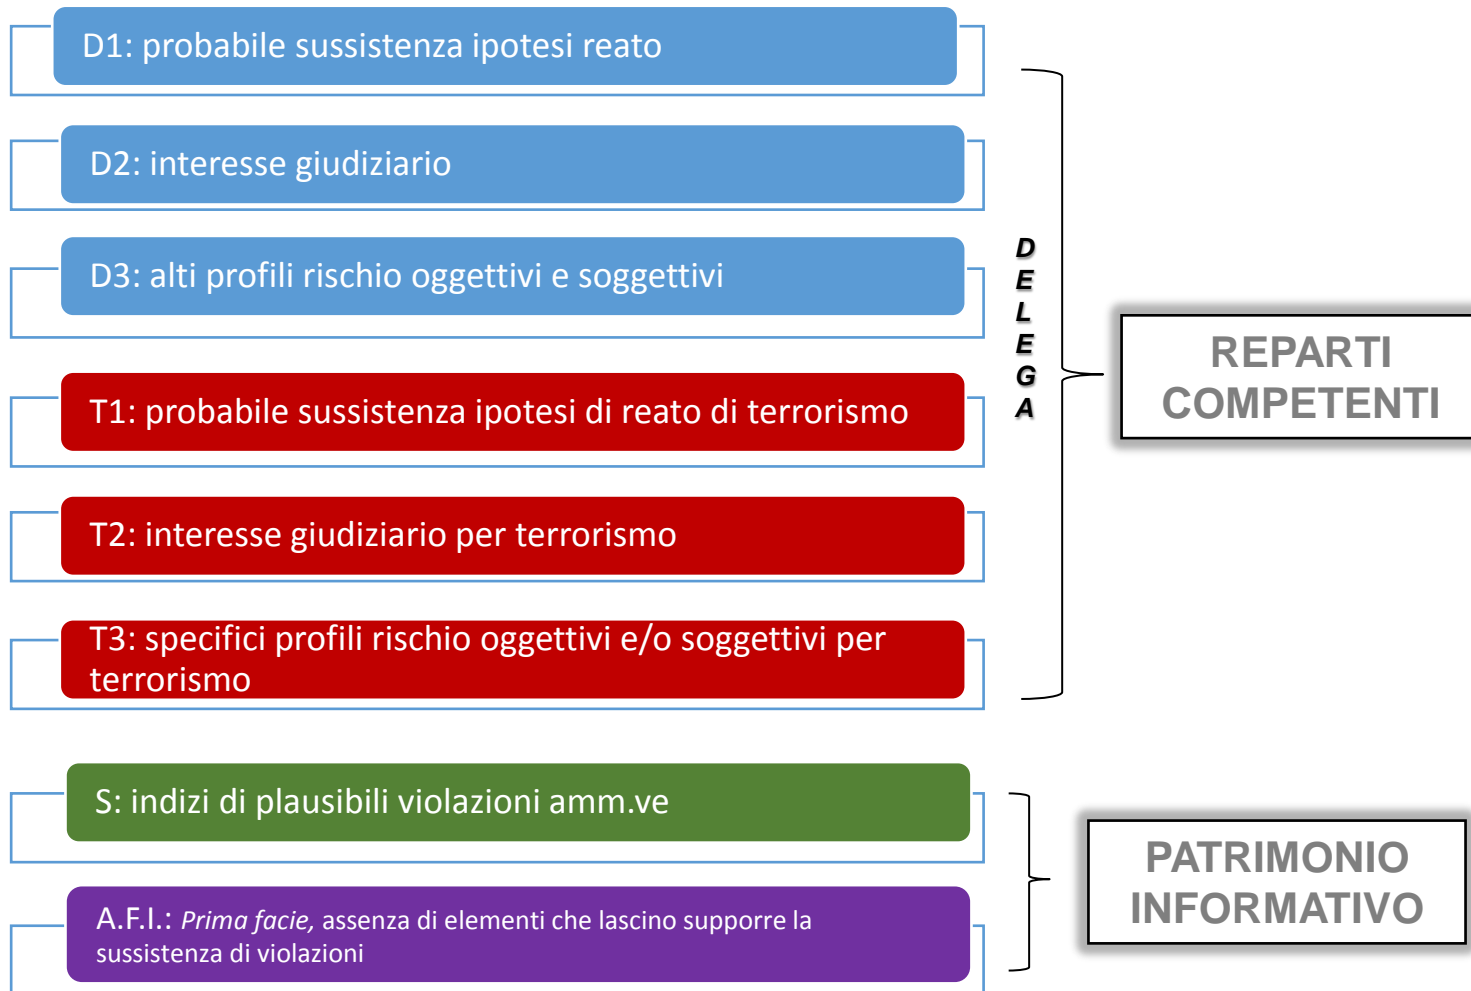 D1: probabile sussistenza ipotesi reato
D2: interesse giudiziario
D3: alti profili rischio oggettivi e soggettivi
T1: probabile sussistenza ipotesi di reato di terrorismo
T2: interesse giudiziario per terrorismo
T3: specifici profili rischio oggettivi e/o soggettivi per
terrorismo
D
E
L
E
G
A
REPARTI
COMPETENTI
S: indizi di plausibili violazioni amm.ve
A.F.I.: Prima facie, assenza di elementi che lascino supporre la
sussistenza di violazioni
PATRIMONIO
INFORMATIVO